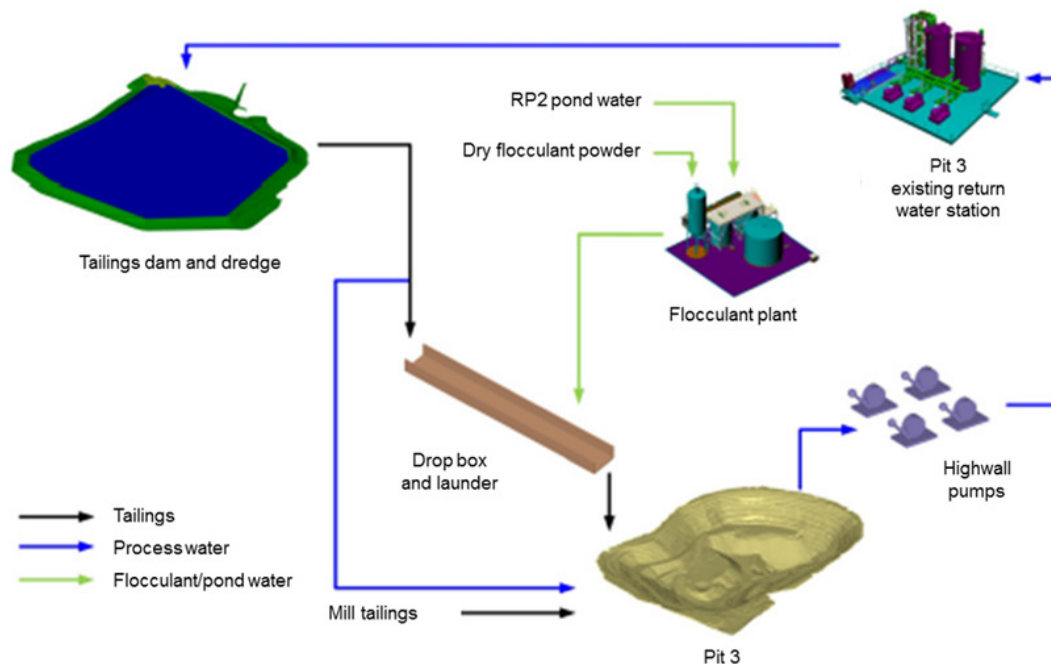 RP2 pond water
Dry flocculant powder
Pit 3
existing return
water station
Tailings dam and dredge
Flocculant plant
Drop box
and launder
Highwall
pumps
Tailings
Process water
Flocculant/pond water
Mill tailings
Pit 3